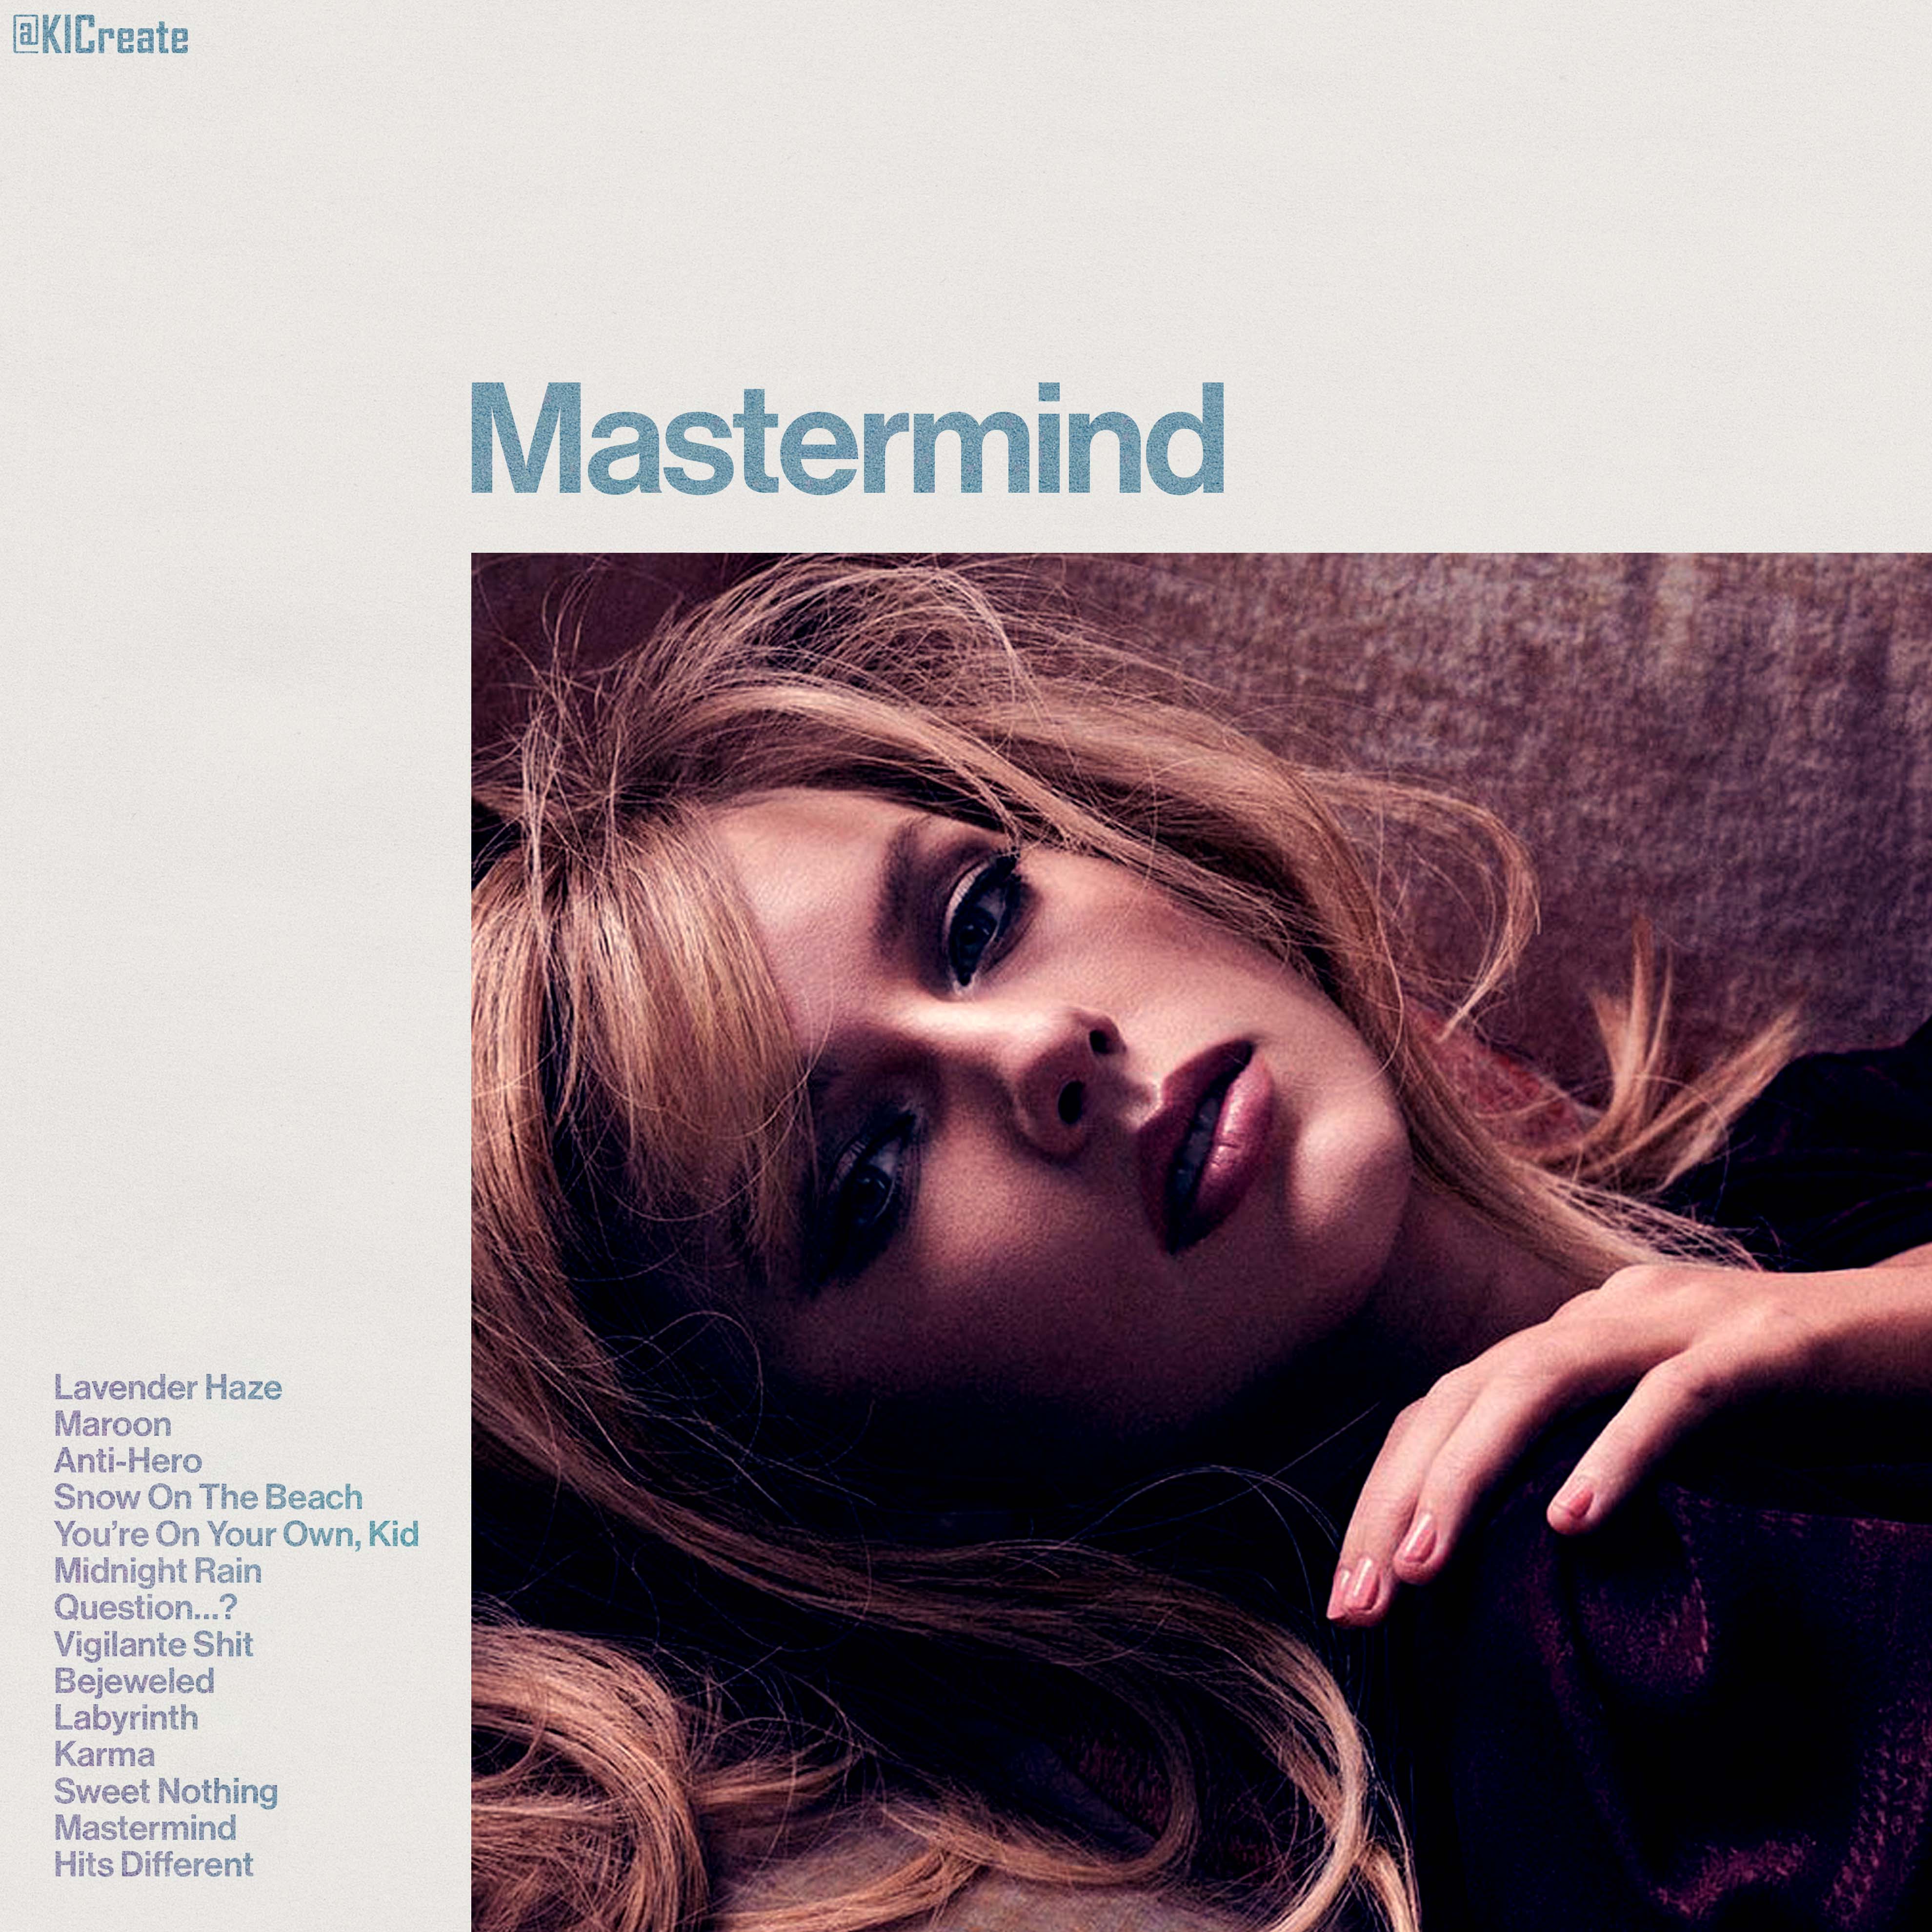 @KICreate
Mastermind
Lavender Haze
Maroon
Anti-Hero
Snow On The Beach
You’re On Your Own, Kid
Midnight Rain
Question...?
Vigilante Shit
Bejeweled
Labyrinth
Karma
Sweet Nothing
Mastermind
Hits Different